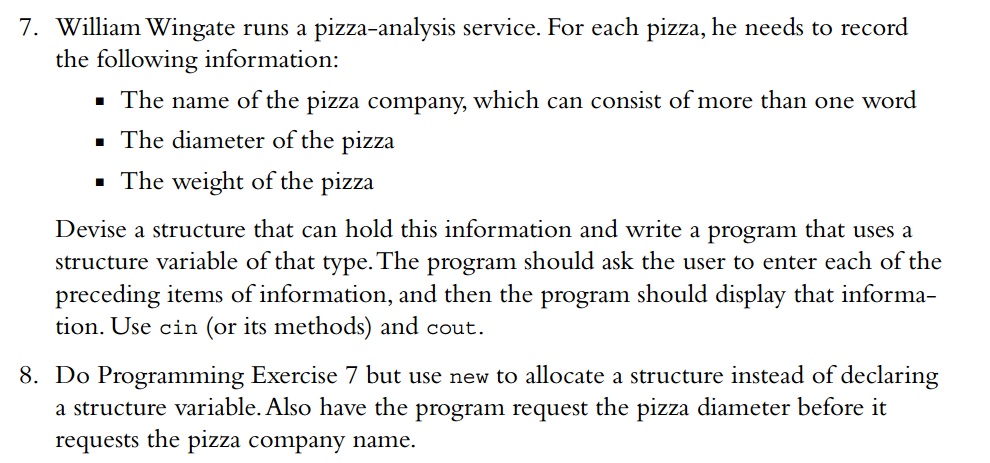 7. William Wingate runs a pizza-analysis service. For each pizza, he needs to record
the following information:
▪ The name of the pizza company, which can consist of more than one word
▪ The diameter of the pizza
▪ The weight of the pizza
Devise a structure that can hold this information and write a program that uses a
structure variable of that type. The program should ask the user to enter each of the
preceding items of information, and then the program should display that informa-
tion. Use cin (or its methods) and cout.
8. Do Programming Exercise 7 but use new to allocate a structure instead of declaring
a structure variable. Also have the program request the pizza diameter before it
requests the pizza company name.